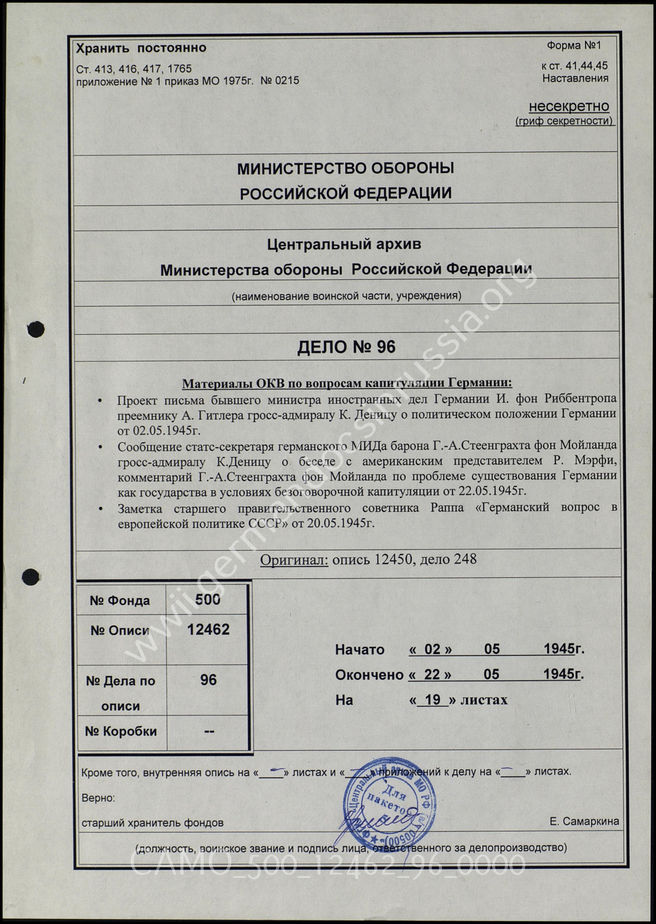 Хранить постоянно
Форма №1
Ст. 413, 416, 417, 1765
приложение № 1 приказ МО 1975г. № 0215
к ст. 41,44,45
Наставления
несекретно
(гриф секретности)
МИНИСТЕРСТВО ОБОРОНЫ
РОССИЙСКОЙ ФЕДЕРАЦИИ
Центральный архив
Министерства обороны Российской Федерации
(наименование воинской части, учреждения)
ДЕЛО № 96
Материалы ОКВ по вопросам капитуляции Германии:
• Проект письма бывшего министра иностранных дел Германии И. фон Риббентропа
преемнику А. Гитлера гросс-адмиралу К. Деницу о политическом положении Германии
от 02.05.1945г.
• Сообщение статс-секретаря германского МИДа барона Г.-А.Стеенграхта фон Мойланда
гросс-адмиралу К.Деницу о беседе с американским представителем Р. Мэрфи,
комментарий Г.-А.Стеенграхта фон Мойланда по проблеме существования Германии
как государства в условиях безоговорочной капитуляции от 22.05.1945г.
• Заметка старшего правительственного советника Раппа «Германский вопрос в
европейской политике СССР» от 20.05.1945г.
Оригинал: опись 12450, дело 248
№ Фонда 500
№ Описи 12462
№ Дела по описи 96
№ Коробки --
Начато « 02 » 05 1945г.
Окончено « 22 » 05 1945г.
На « 19 » листах
Кроме того, внутренняя опись на «—» листах и «—» приложений к делу на «—» листах.
Верно:
старший хранитель фондов
Е. Самаркина
(должность, воинское звание и подпись лица, ответственного за делопроизводство)
Центральный архив МО РФ
Для
пакетов
wwii.germandocsinrussia.org
CAMO_500_12462/96_0000